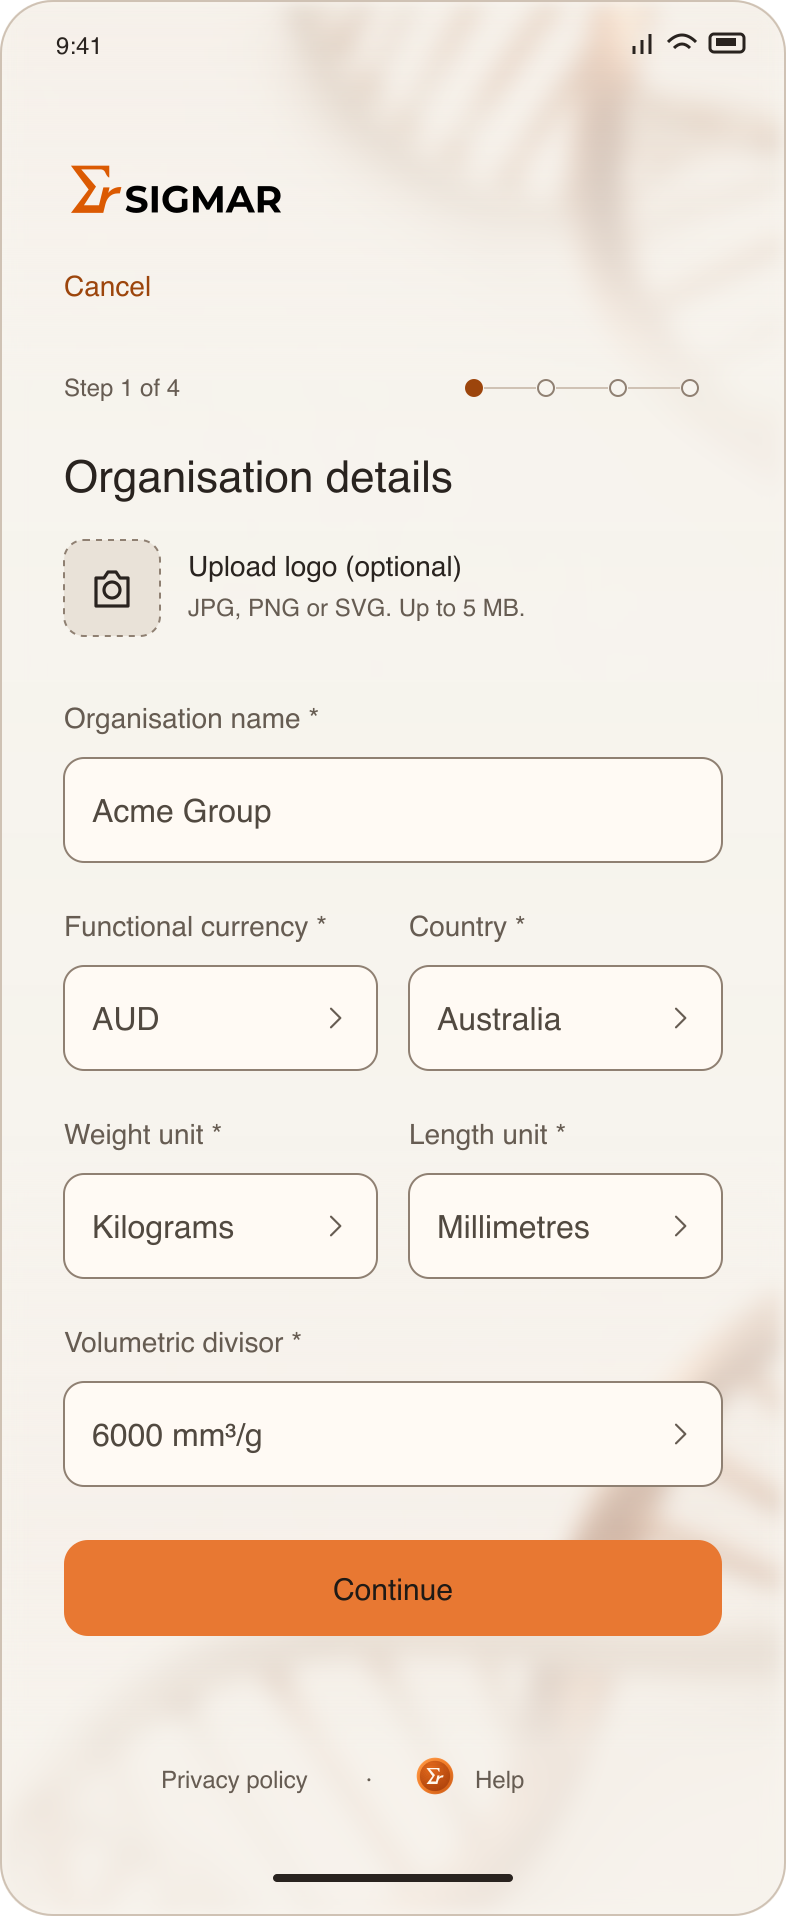 9:41
Σr SIGMAR
Cancel
Step 1 of 4
Organisation details
Upload logo (optional)
JPG, PNG or SVG. Up to 5 MB.
Organisation name *
Acme Group
Functional currency * Country *
AUD Australia
Weight unit * Length unit *
Kilograms Millimetres
Volumetric divisor *
6000 mm³/g
Continue
Privacy policy · Σr Help